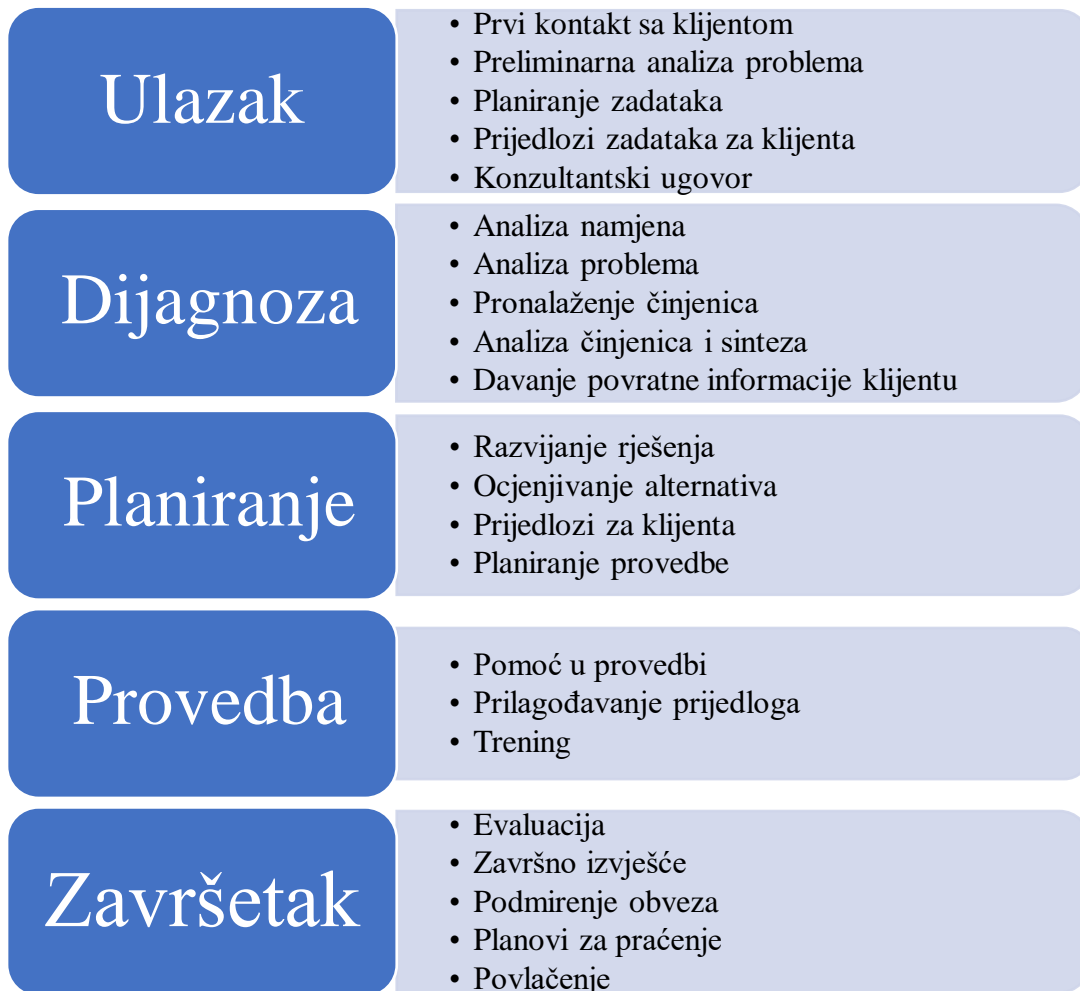 Ulazak
• Prvi kontakt sa klijentom
• Preliminarna analiza problema
• Planiranje zadataka
• Prijedlozi zadataka za klijenta
• Konzultantski ugovor
Dijagnoza
• Analiza namjena
• Analiza problema
• Pronalaženje činjenica
• Analiza činjenica i sinteza
• Davanje povratne informacije klijentu
Planiranje
• Razvijanje rješenja
• Ocjenjivanje alternativa
• Prijedlozi za klijenta
• Planiranje provedbe
Provedba
• Pomoć u provedbi
• Prilagođavanje prijedloga
• Trening
Završetak
• Evaluacija
• Završno izvješće
• Podmirenje obveza
• Planovi za praćenje
• Povlačenje